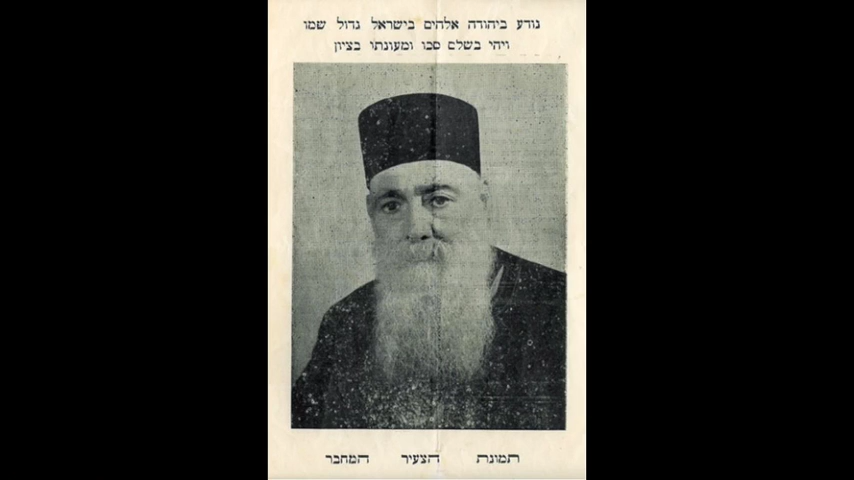 נודע ביהודה אלהים בישראל גדול שמו
ויהי בשלם סכו ומעונתו בציון
תמונת הצעיר המחבר